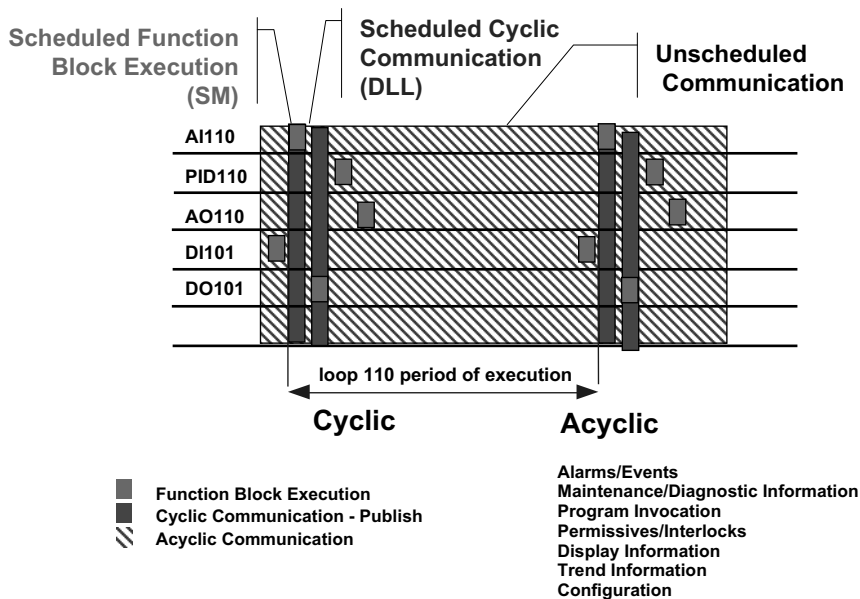 Scheduled Function
Block Execution
(SM)
Scheduled Cyclic
Communication
(DLL)
Unscheduled
Communication
AI110
PID110
AO110
DI101
DO101
loop 110 period of execution
Cyclic
Acyclic
Function Block Execution
Cyclic Communication - Publish
Acyclic Communication
Alarms/Events
Maintenance/Diagnostic Information
Program Invocation
Permissives/Interlocks
Display Information
Trend Information
Configuration